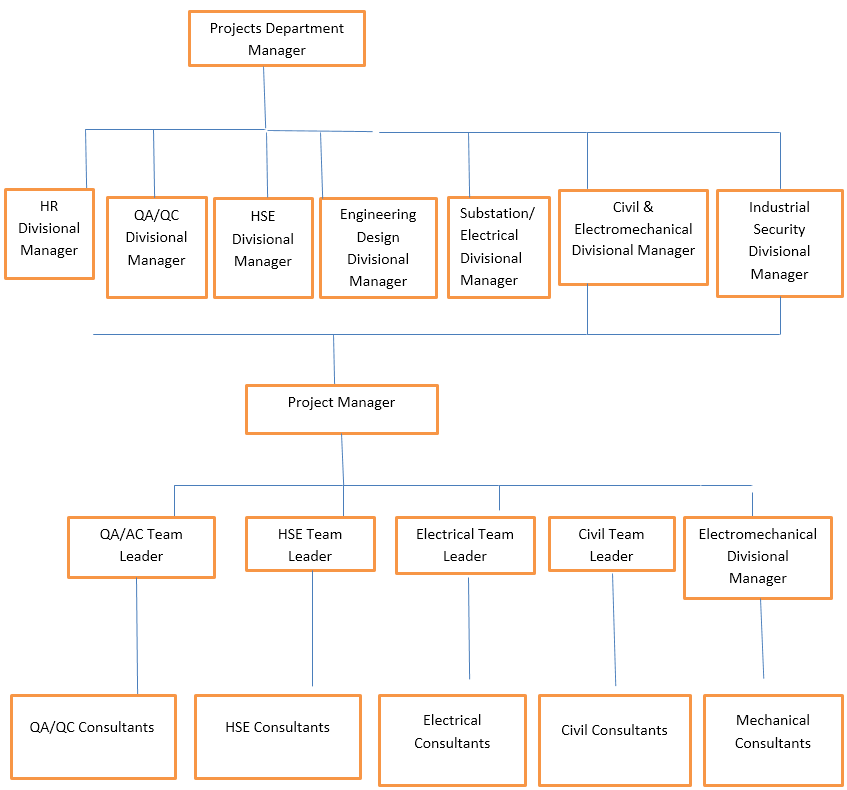 Projects Department
Manager
HR
Divisional
Manager
QA/QC
Divisional
Manager
HSE
Divisional
Manager
Engineering
Design
Divisional
Manager
Substation/
Electrical
Divisional
Manager
Civil &
Electromechanical
Divisional Manager
Industrial
Security
Divisional
Manager
Project Manager
QA/AC Team
Leader
HSE Team
Leader
Electrical Team
Leader
Civil Team
Leader
Electromechanical
Divisional
Manager
QA/QC Consultants
HSE Consultants
Electrical
Consultants
Civil Consultants
Mechanical
Consultants